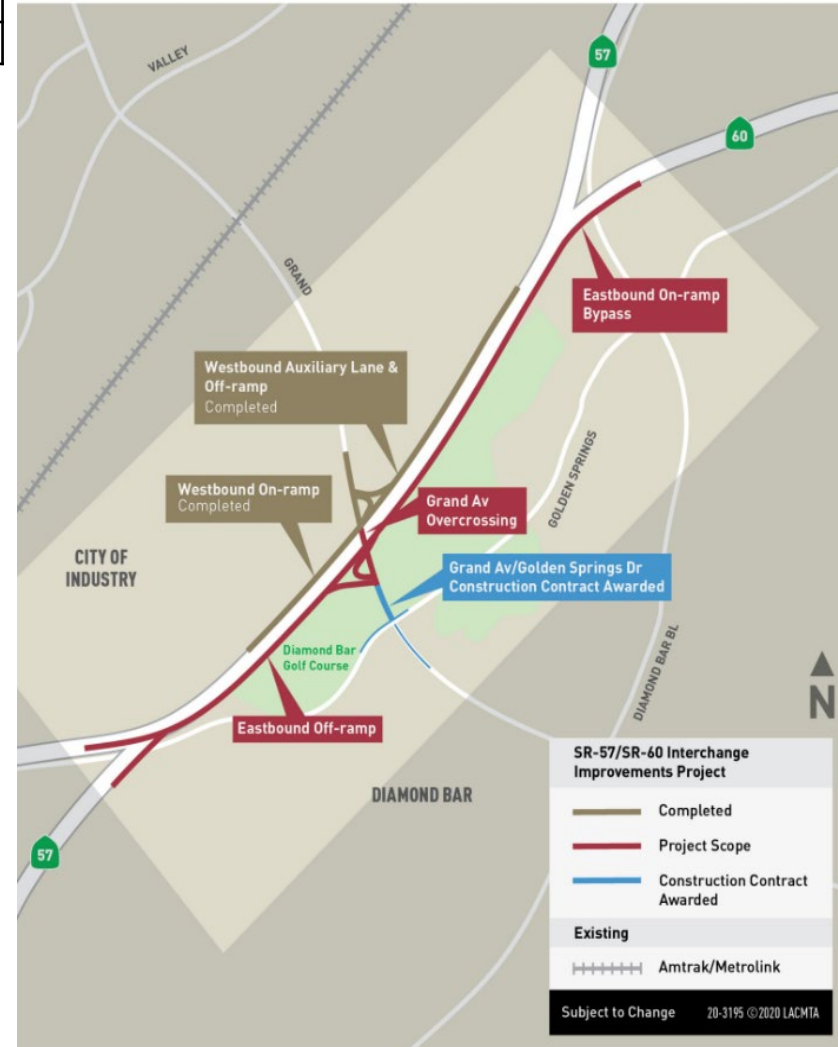 57
60
VALLEY
GRAND
Eastbound On-ramp
Bypass
Westbound Auxiliary Lane &
Off-ramp
Completed
Westbound On-ramp
Completed
Grand Av
Overcrossing
GOLDEN SPRINGS
CITY OF
INDUSTRY
Grand Av/Golden Springs Dr
Construction Contract Awarded
Diamond Bar
Golf Course
DIAMOND BAR BL
N
Eastbound Off-ramp
DIAMOND BAR
57
SR-57/SR-60 Interchange
Improvements Project
Completed
Project Scope
Construction Contract
Awarded
Existing
Amtrak/Metrolink
Subject to Change 20-3195 ©2020 LACMTA